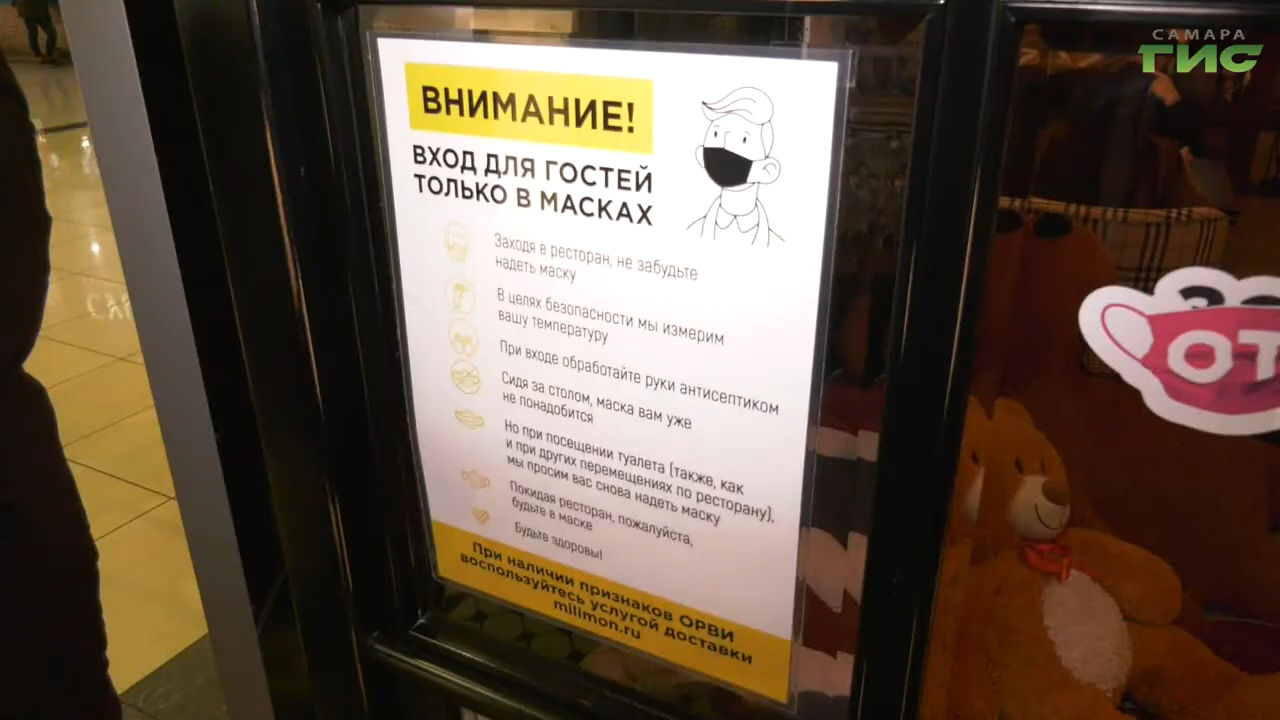 САМАРА
ГИС
ВНИМАНИЕ!
ВХОД ДЛЯ ГОСТЕЙ
ТОЛЬКО В МАСКАХ
Заходя в ресторан, не забудьте
надеть маску
В целях безопасности мы измерим
вашу температуру
При входе обработайте руки антисептиком
Сидя за столом, маска вам уже
не понадобится
Но при посещении туалета (также, как
и при других перемещениях по ресторану),
мы просим вас снова надеть маску
Покидая ресторан, пожалуйста,
будьте в маске
Будьте здоровы!
При наличии признаков ОРВИ
воспользуйтесь услугой доставки
milimon.ru
ОТ